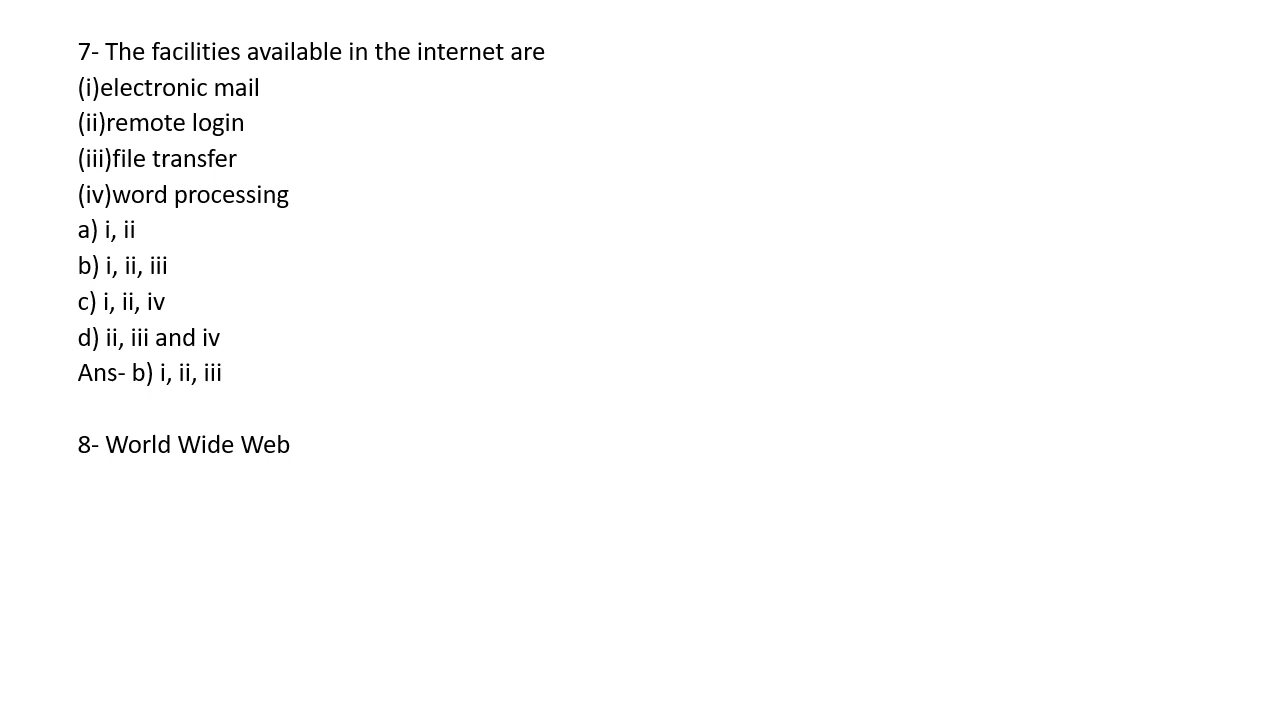 7- The facilities available in the internet are
(i)electronic mail
(ii)remote login
(iii)file transfer
(iv)word processing
a) i, ii
b) i, ii, iii
c) i, ii, iv
d) ii, iii and iv
Ans- b) i, ii, iii
8- World Wide Web